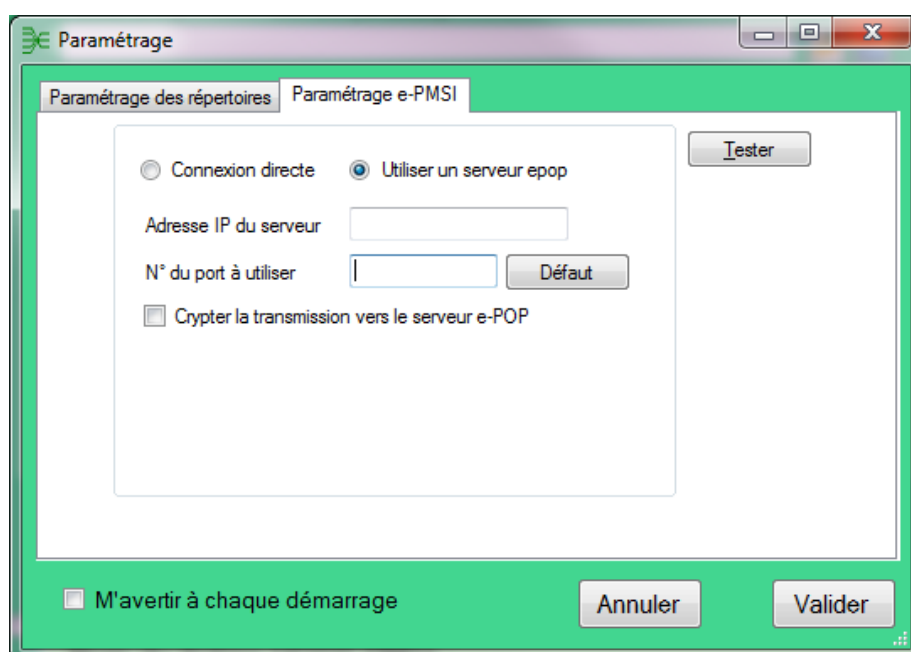 Paramétrage
Paramétrage des répertoires Paramétrage e-PMSI
Connexion directe Utiliser un serveur epop Tester
Adresse IP du serveur
N° du port à utiliser Défaut
Crypter la transmission vers le serveur e-POP
M'avertir à chaque démarrage Annuler Valider